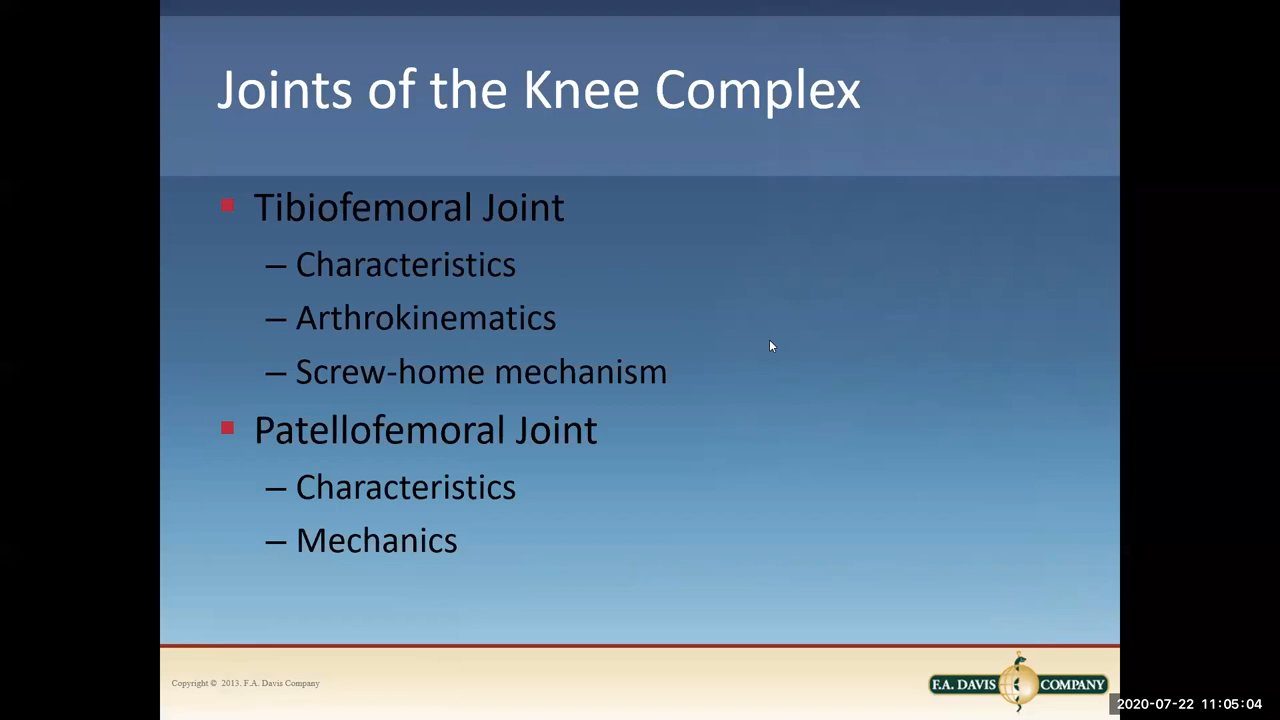 Joints of the Knee Complex
Tibiofemoral Joint
– Characteristics
– Arthrokinematics
– Screw-home mechanism
Patellofemoral Joint
– Characteristics
– Mechanics
Copyright © 2013. F.A. Davis Company
F.A. DAVIS COMPANY
2020-07-22 11:05:04